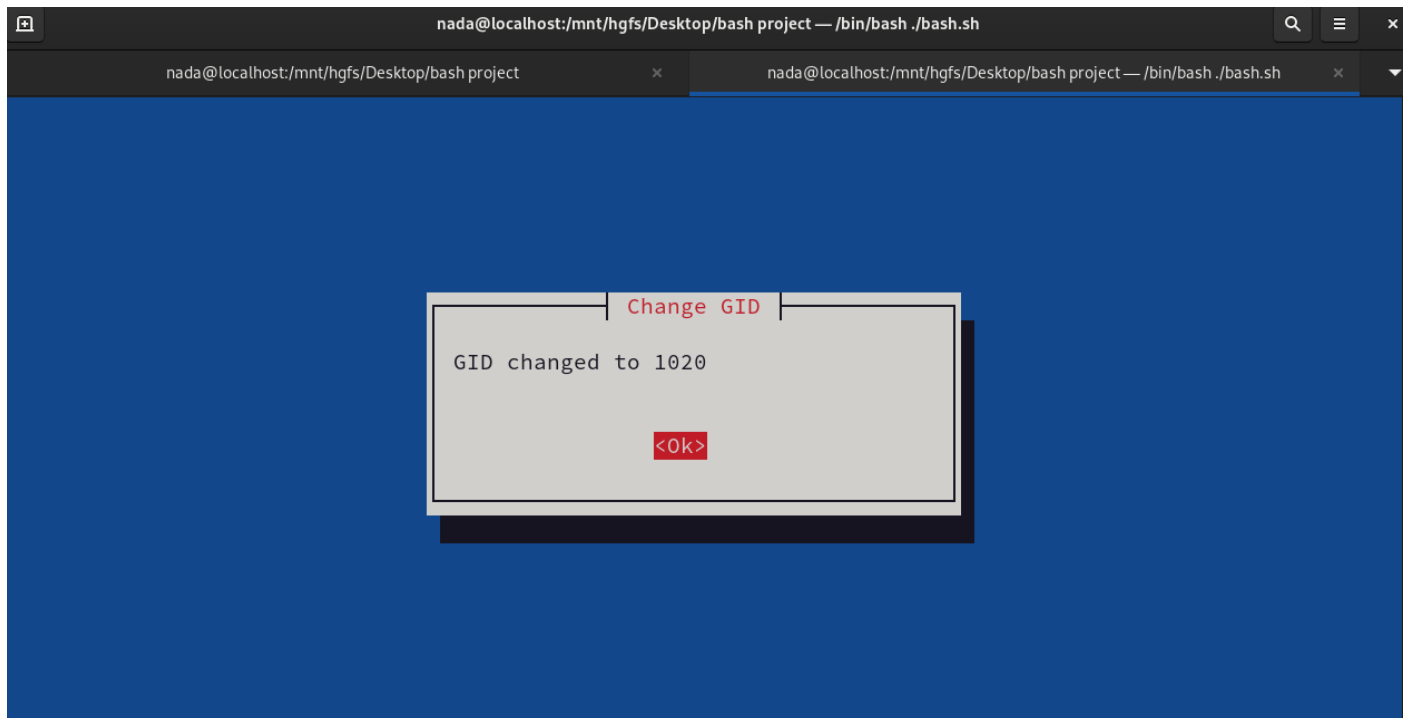 nada@localhost:/mnt/hgfs/Desktop/bash project — /bin/bash ./bash.sh
nada@localhost:/mnt/hgfs/Desktop/bash project
nada@localhost:/mnt/hgfs/Desktop/bash project — /bin/bash ./bash.sh
Change GID
GID changed to 1020
<Ok>